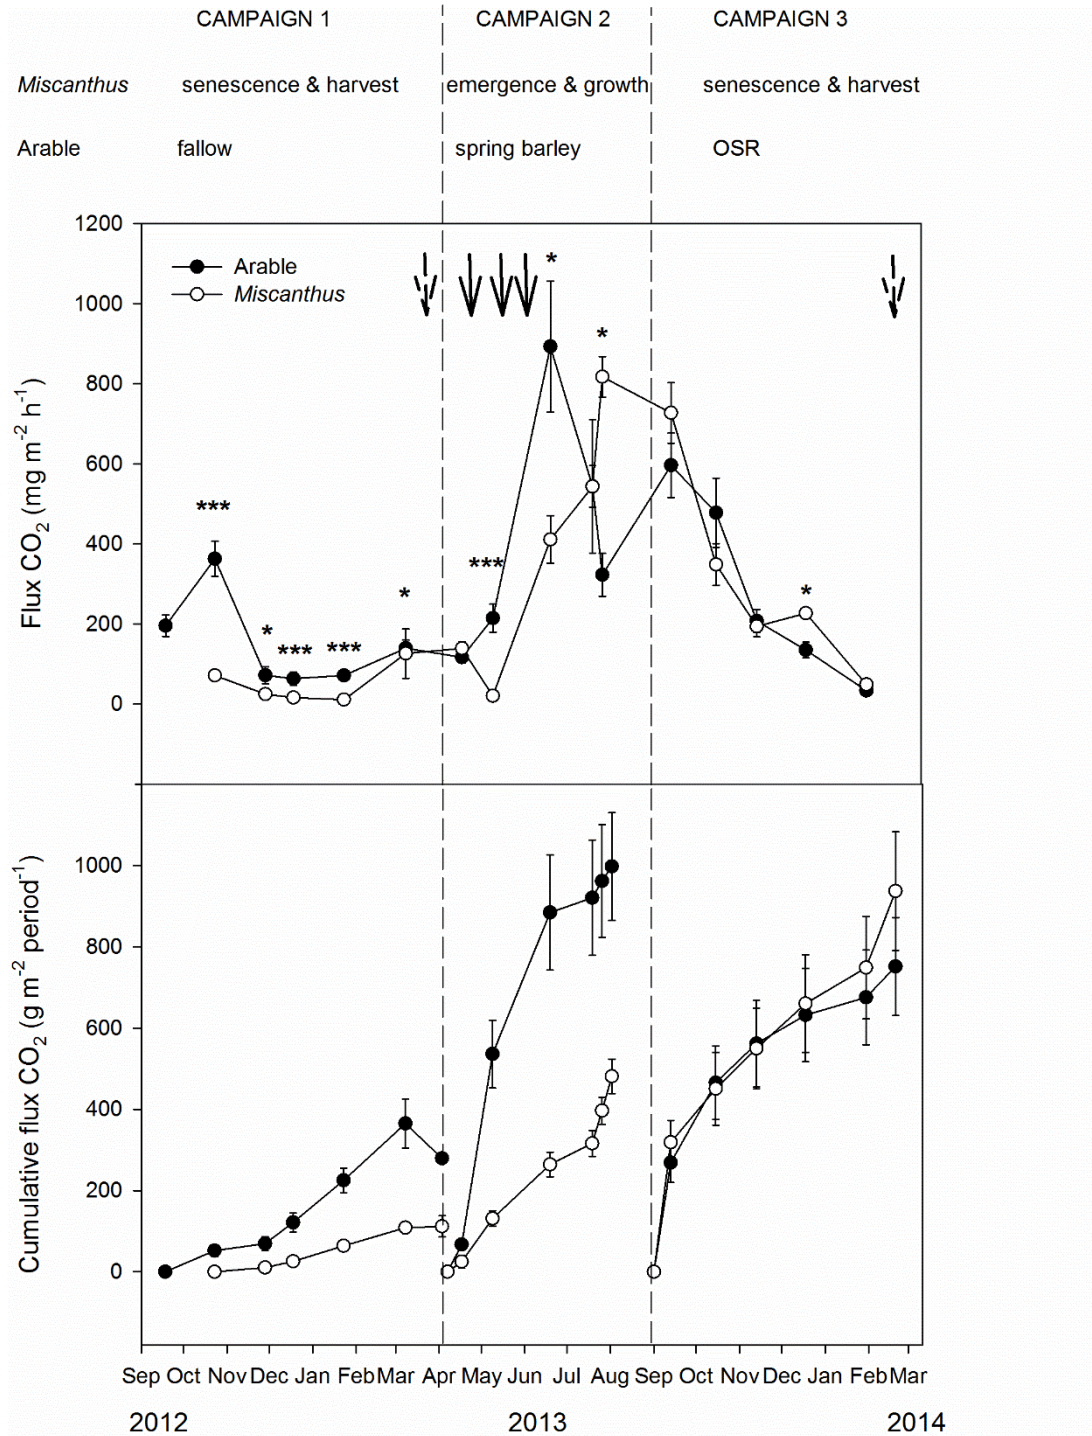 CAMPAIGN 1 CAMPAIGN 2 CAMPAIGN 3
Miscanthus senescence & harvest emergence & growth senescence & harvest
Arable fallow spring barley OSR
1200
1000
800
600
400
200
0
Flux CO₂ (mg m⁻² h⁻¹)
Arable
Miscanthus
*
*
***
***
*
*
***
***
*
*
1000
800
600
400
200
0
Cumulative flux CO₂ (g m⁻² period⁻¹)
Sep Oct Nov Dec Jan Feb Mar Apr May Jun Jul Aug Sep Oct Nov Dec Jan Feb Mar
2012 2013 2014